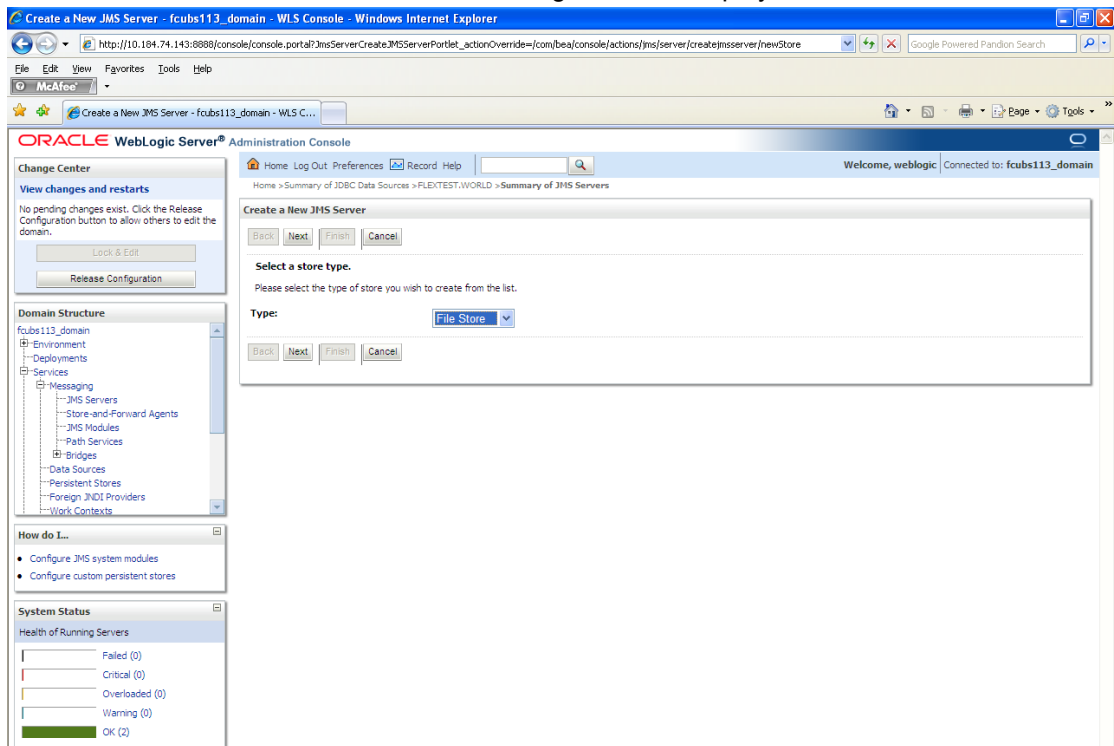 Create a New JMS Server - fcubs113_domain - WLS Console - Windows Internet Explorer
http://10.184.74.143:8888/console/console.portal?JmsServerCreateJMSServerPortlet_actionOverride=/com/bea/console/actions/jms/server/createjmsserver/newStore
Google Powered Pandion Search
File Edit View Favorites Tools Help
McAfee
Create a New JMS Server - fcubs113_domain - WLS C...
Page Tools
ORACLE WebLogic Server® Administration Console
Change Center
View changes and restarts
No pending changes exist. Click the Release
Configuration button to allow others to edit the
domain.
Lock & Edit
Release Configuration
Domain Structure
fcubs113_domain
Environment
Deployments
Services
Messaging
JMS Servers
Store-and-Forward Agents
JMS Modules
Path Services
Bridges
Data Sources
Persistent Stores
Foreign JNDI Providers
Work Contexts
How do I...
Configure JMS system modules
Configure custom persistent stores
System Status
Health of Running Servers
Failed (0)
Critical (0)
Overloaded (0)
Warning (0)
OK (2)
Home Log Out Preferences Record Help
Welcome, weblogic Connected to: fcubs113_domain
Home >Summary of JDBC Data Sources >FLEXTEST.WORLD >Summary of JMS Servers
Create a New JMS Server
Back Next Finish Cancel
Select a store type.
Please select the type of store you wish to create from the list.
Type: File Store
Back Next Finish Cancel